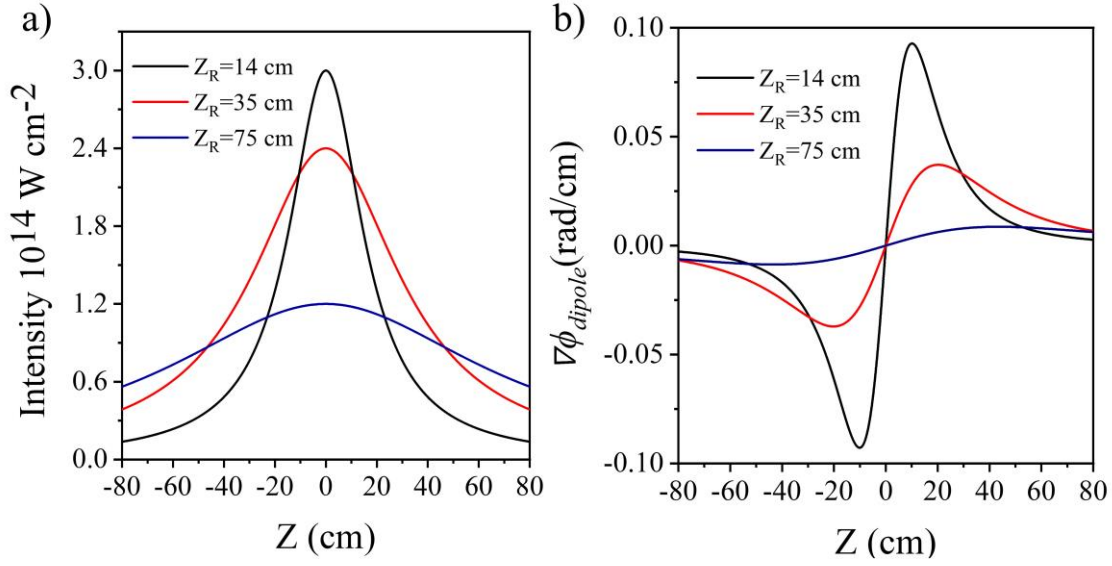 a)
Intensity 10¹⁴ W cm⁻²
3.0
2.4
1.8
1.2
0.6
0.0
Z_R=14 cm
Z_R=35 cm
Z_R=75 cm
-80 -60 -40 -20 0 20 40 60 80
Z (cm)
b)
∇ϕ_dipole(rad/cm)
0.10
0.05
0.00
-0.05
-0.10
Z_R=14 cm
Z_R=35 cm
Z_R=75 cm
-80 -60 -40 -20 0 20 40 60 80
Z (cm)